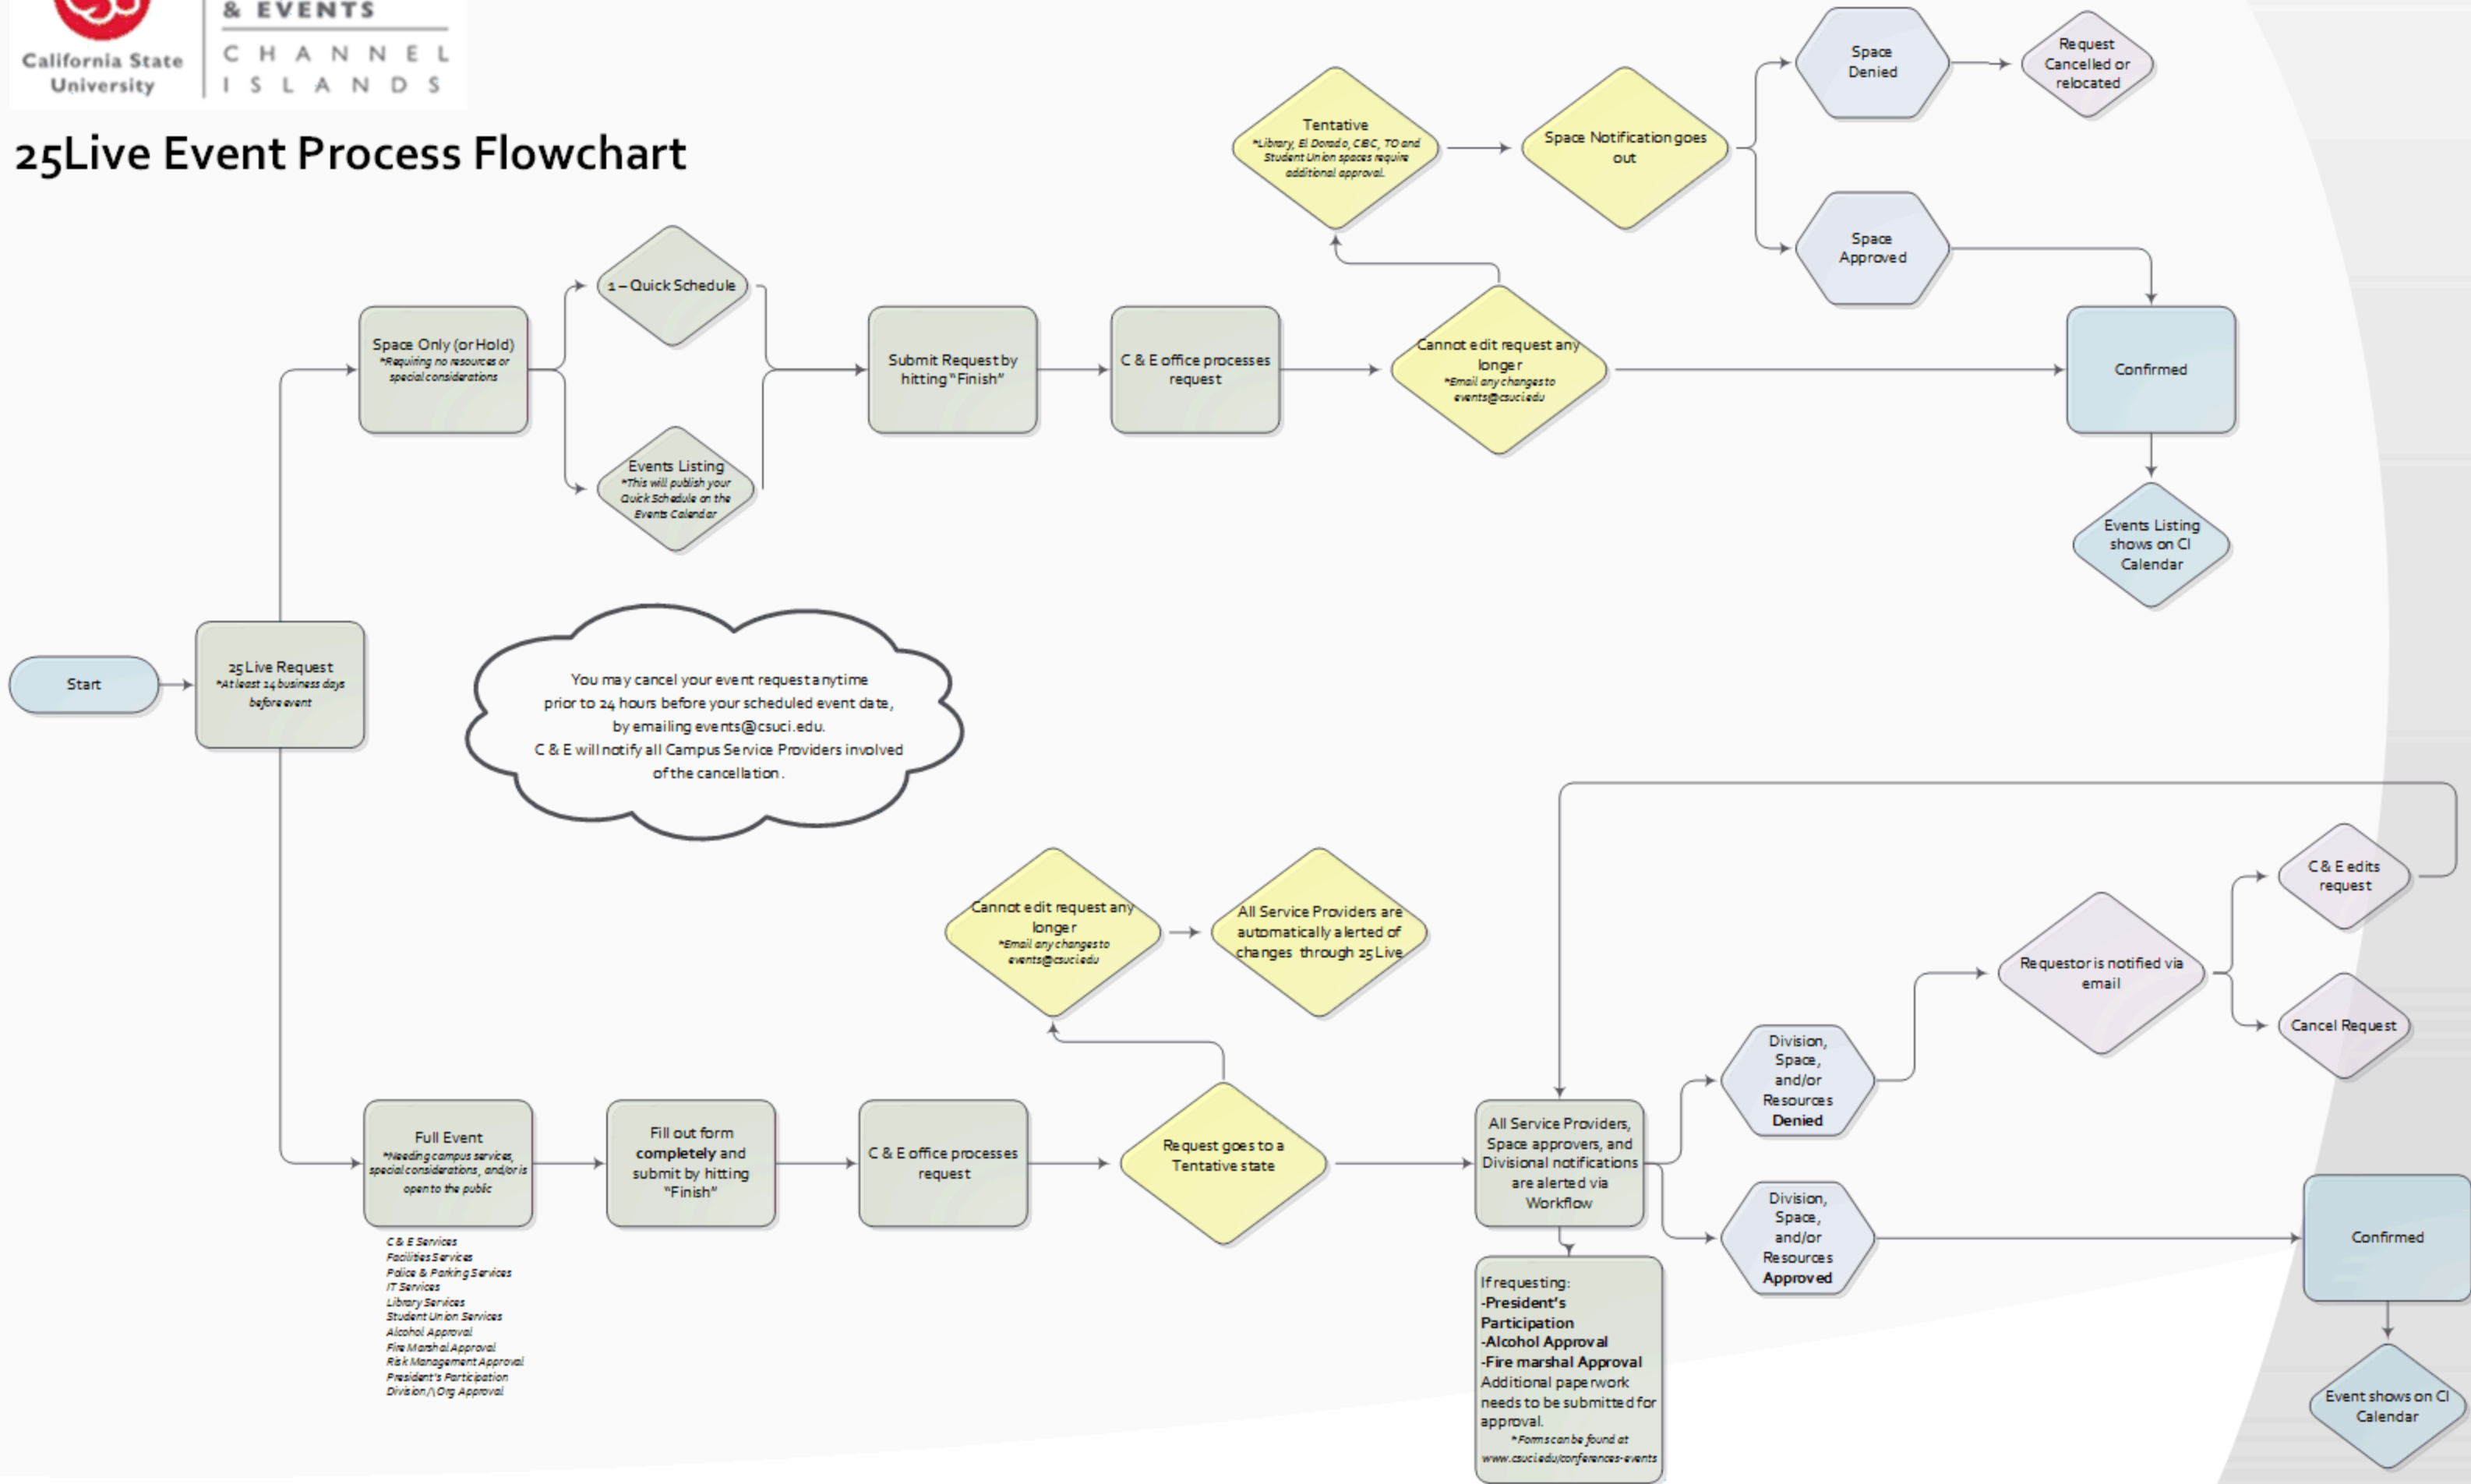 & EVENTS
California State
University
CHANNEL
ISLANDS
25Live Event Process Flowchart
Start
25 Live Request
*At least 14 business days
before event
Space Only (or Hold)
*Requiring no resources or
special considerations
1 – Quick Schedule
Events Listing
*This will publish your
Quick Schedule on the
Events Calendar
Submit Request by
hitting "Finish"
C & E office processes
request
Cannot edit request any
longer
*Email any changes to
events@csuci.edu
Tentative
*Library, El Dorado, CBC, TO and
Student Union spaces require
additional approval.
Space Notification goes
out
Space
Denied
Request
Cancelled or
relocated
Space
Approved
Confirmed
Events Listing
shows on CI
Calendar
You may cancel your event request anytime
prior to 24 hours before your scheduled event date,
by emailing events@csuci.edu.
C & E will notify all Campus Service Providers involved
of the cancellation.
Full Event
*Needing campus services,
special considerations, and/or is
open to the public
C & E Services
Facilities Services
Police & Parking Services
IT Services
Library Services
Student Union Services
Alcohol Approval
Fire Marshal Approval
Risk Management Approval
President's Participation
Division/\Org Approval
Fill out form
completely and
submit by hitting
"Finish"
C & E office processes
request
Request goes to a
Tentative state
Cannot edit request any
longer
*Email any changes to
events@csuci.edu
All Service Providers are
automatically alerted of
changes through 25 Live
All Service Providers,
Space approvers, and
Divisional notifications
are alerted via
Workflow
If requesting:
-President's
Participation
-Alcohol Approval
-Fire marshal Approval
Additional paperwork
needs to be submitted for
approval.
*Forms can be found at
www.csuci.edu/conferences-events
Division,
Space,
and/or
Resources
Denied
Requestor is notified via
email
C & E edits
request
Cancel Request
Division,
Space,
and/or
Resources
Approved
Confirmed
Event shows on CI
Calendar